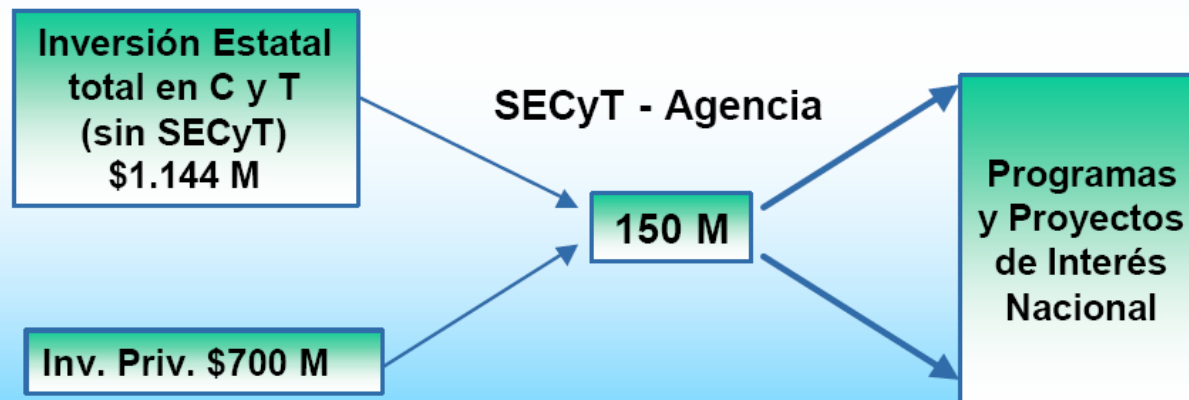 Inversión Estatal
total en C y T
(sin SECyT)
$1.144 M
SECyT - Agencia
150 M
Programas
y Proyectos
de Interés
Nacional
Inv. Priv. $700 M